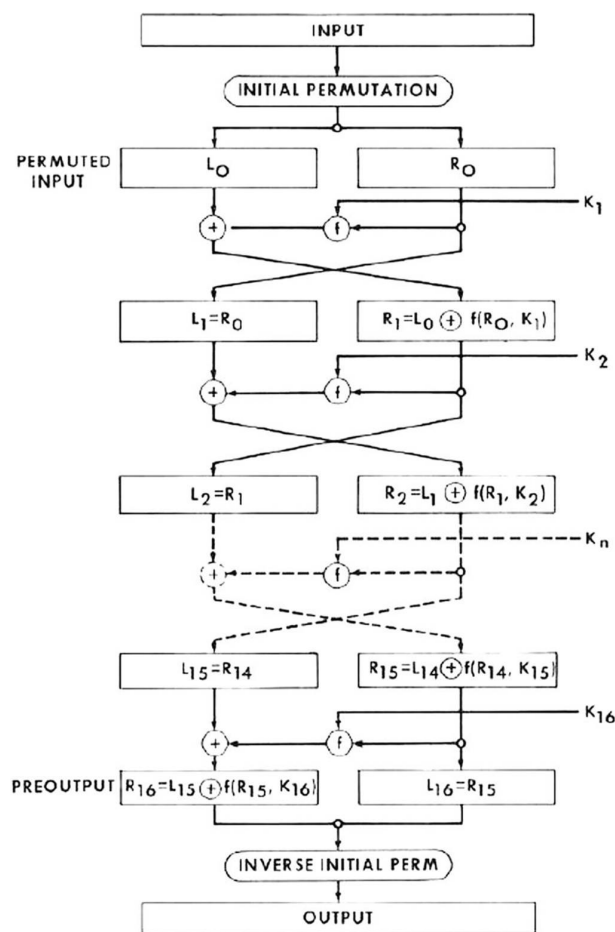 INPUT
INITIAL PERMUTATION
PERMUTED
INPUT
L₀
R₀
K₁
+
f
L₁=R₀
R₁=L₀ ⊕ f(R₀, K₁)
K₂
+
f
L₂=R₁
R₂=L₁ ⊕ f(R₁, K₂)
Kₙ
+
f
L₁₅=R₁₄
R₁₅=L₁₄⊕f(R₁₄, K₁₅)
K₁₆
+
f
PREOUTPUT
R₁₆=L₁₅⊕f(R₁₅, K₁₆)
L₁₆=R₁₅
INVERSE INITIAL PERM
OUTPUT